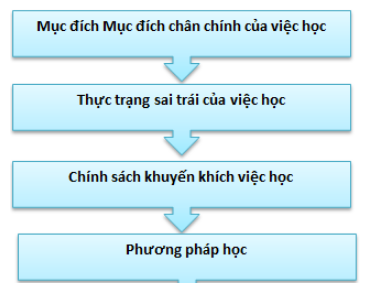 Mục đích Mục đích chân chính của việc học
Thực trạng sai trái của việc học
Chính sách khuyến khích việc học
Phương pháp học